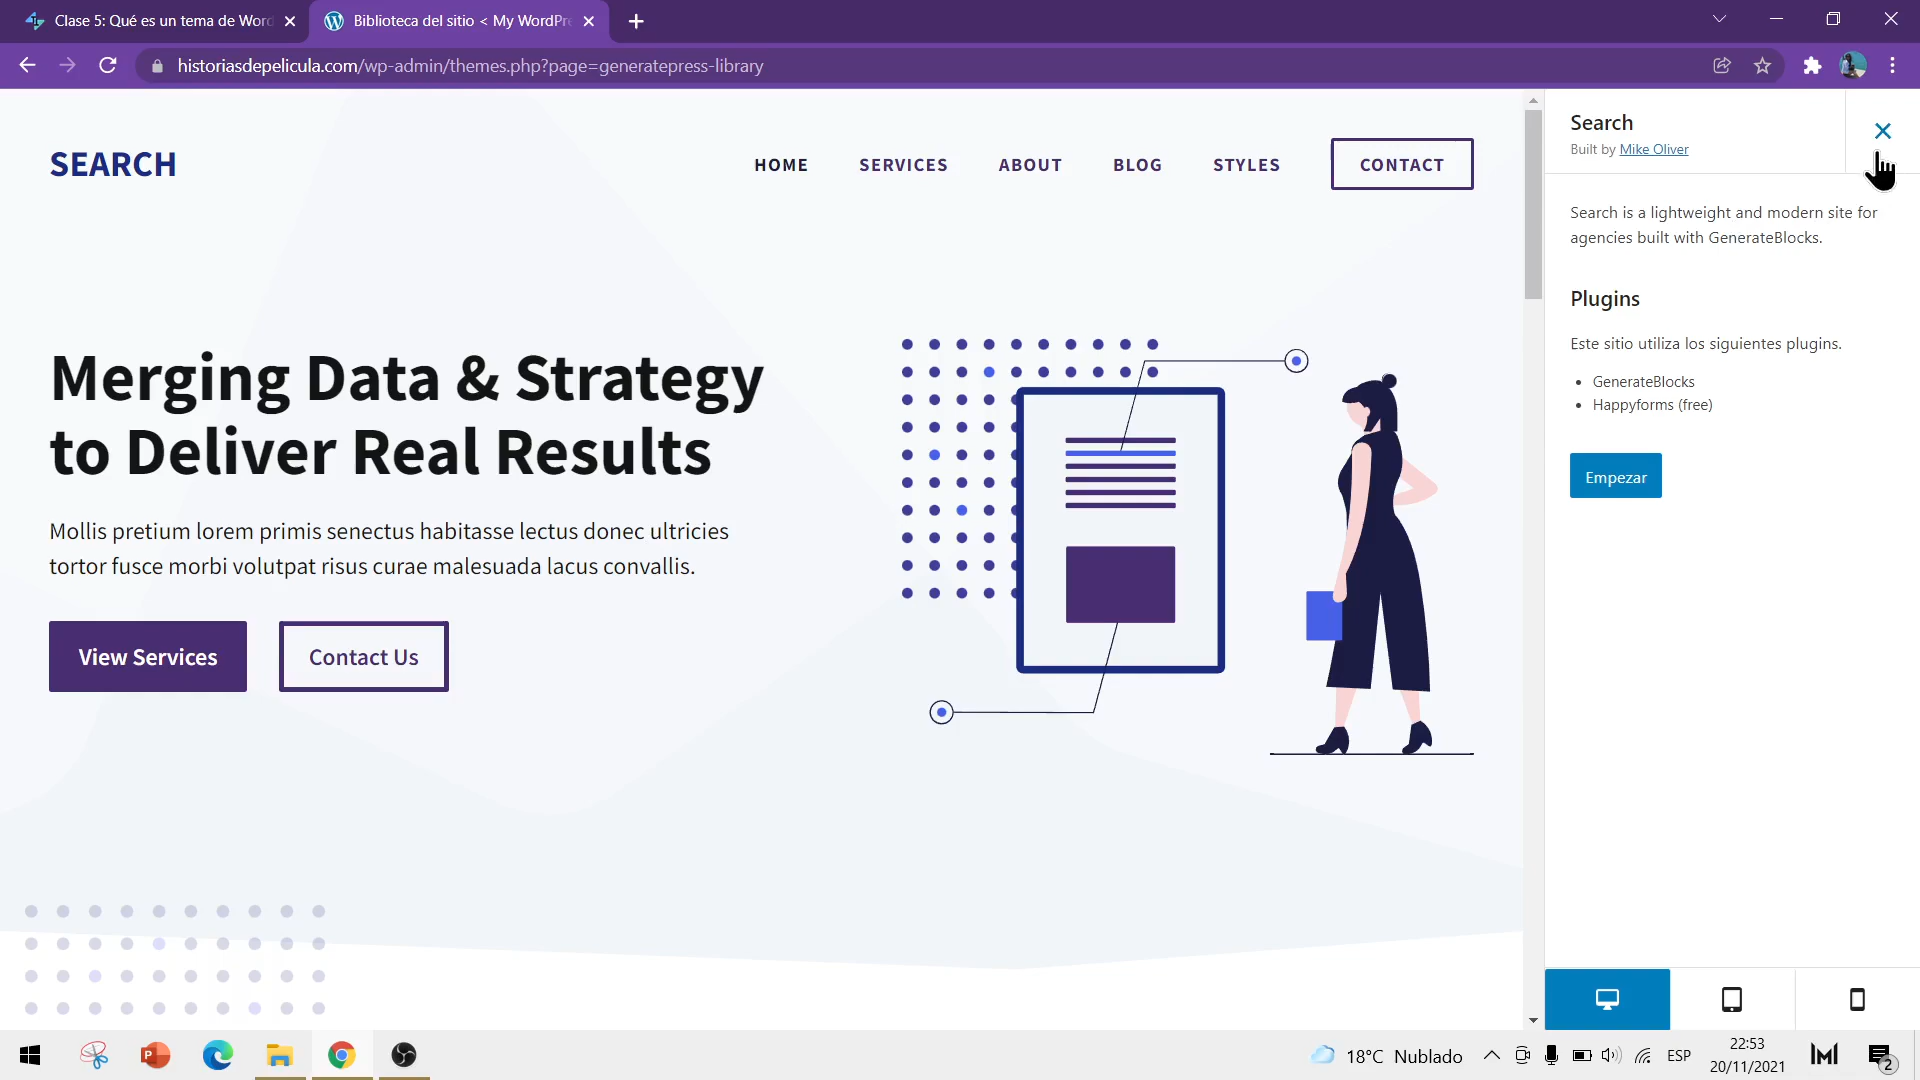 Clase 5: Qué es un tema de Word
Biblioteca del sitio < My WordPre
historiasdepelicula.com/wp-admin/themes.php?page=generatepress-library
SEARCH
HOME SERVICES ABOUT BLOG STYLES CONTACT
Merging Data & Strategy
to Deliver Real Results
Mollis pretium lorem primis senectus habitasse lectus donec ultricies
tortor fusce morbi volutpat risus curae malesuada lacus convallis.
View Services Contact Us
Search
Built by Mike Oliver
Search is a lightweight and modern site for
agencies built with GenerateBlocks.
Plugins
Este sitio utiliza los siguientes plugins.
GenerateBlocks
Happyforms (free)
Empezar
18°C Nublado
ESP
22:53
20/11/2021
2